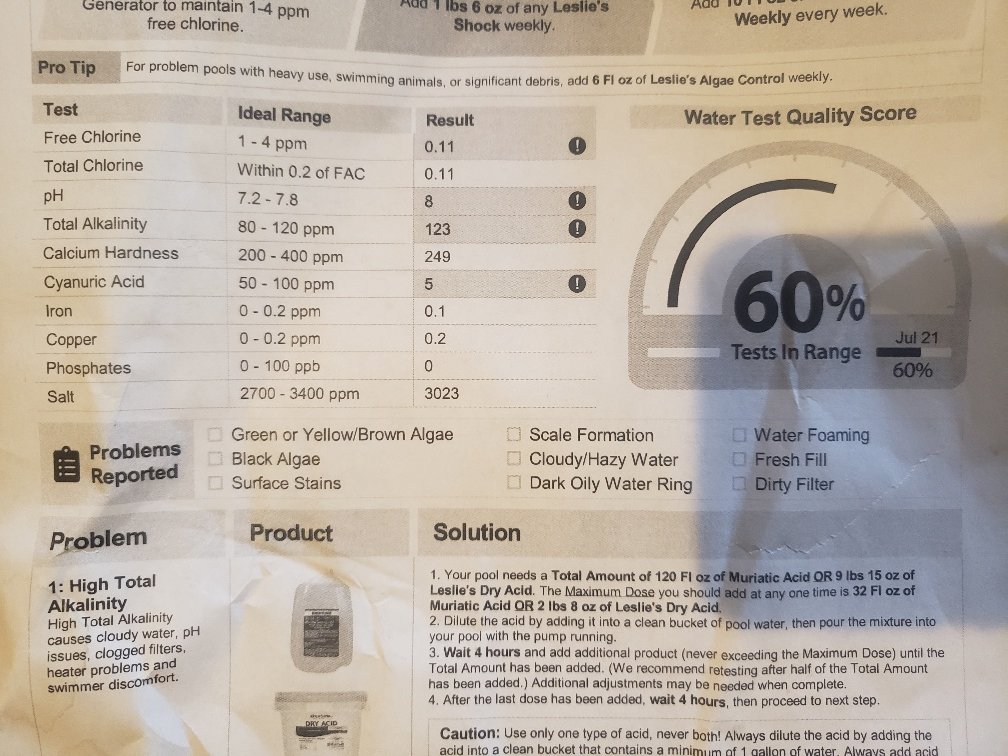 Generator to maintain 1-4 ppm
free chlorine.
Add 1 lbs 6 oz of any Leslie's
Shock weekly.
Weekly every week.
Pro Tip
For problem pools with heavy use, swimming animals, or significant debris, add 6 Fl oz of Leslie's Algae Control weekly.
Test Ideal Range Result
Free Chlorine 1 - 4 ppm 0.11
Total Chlorine Within 0.2 of FAC 0.11
pH 7.2 - 7.8 8
Total Alkalinity 80 - 120 ppm 123
Calcium Hardness 200 - 400 ppm 249
Cyanuric Acid 50 - 100 ppm 5
Iron 0 - 0.2 ppm 0.1
Copper 0 - 0.2 ppm 0.2
Phosphates 0 - 100 ppb 0
Salt 2700 - 3400 ppm 3023
Water Test Quality Score
60%
Tests In Range
Jul 21
60%
Problems
Reported
Green or Yellow/Brown Algae
Black Algae
Surface Stains
Scale Formation
Cloudy/Hazy Water
Dark Oily Water Ring
Water Foaming
Fresh Fill
Dirty Filter
Problem Product Solution
1: High Total
Alkalinity
High Total Alkalinity
causes cloudy water, pH
issues, clogged filters,
heater problems and
swimmer discomfort.
DRY ACID
1. Your pool needs a Total Amount of 120 Fl oz of Muriatic Acid OR 9 lbs 15 oz of
Leslie's Dry Acid. The Maximum Dose you should add at any one time is 32 Fl oz of
Muriatic Acid OR 2 lbs 8 oz of Leslie's Dry Acid.
2. Dilute the acid by adding it into a clean bucket of pool water, then pour the mixture into
your pool with the pump running.
3. Wait 4 hours and add additional product (never exceeding the Maximum Dose) until the
Total Amount has been added. (We recommend retesting after half of the Total Amount
has been added.) Additional adjustments may be needed when complete.
4. After the last dose has been added, wait 4 hours, then proceed to next step.
Caution: Use only one type of acid, never both! Always dilute the acid by adding the
acid into a clean bucket that contains a minimum of 1 gallon of water. Always add acid